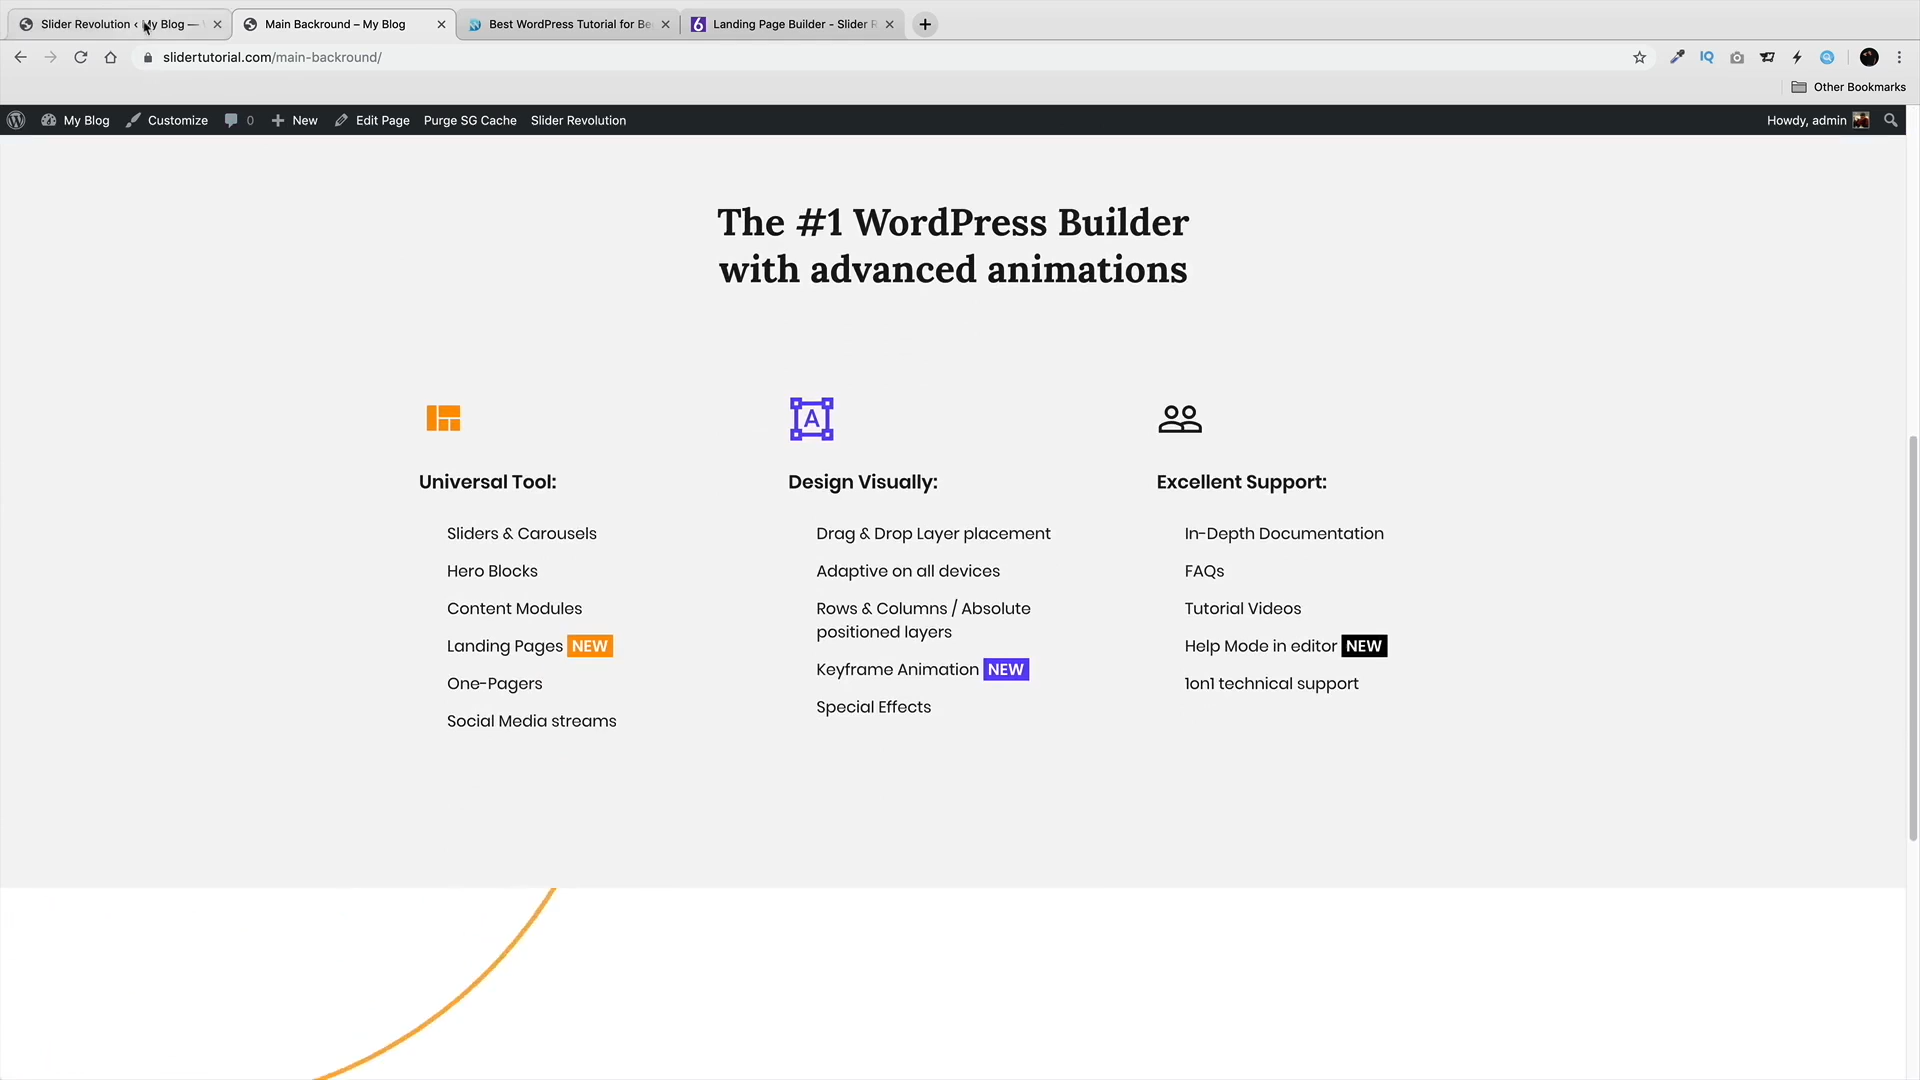 Slider Revolution ‹ My Blog —
Main Backround – My Blog
Best WordPress Tutorial for Be
Landing Page Builder - Slider R
slidertutorial.com/main-backround/
IQ
Other Bookmarks
My Blog
Customize
0
New
Edit Page
Purge SG Cache
Slider Revolution
Howdy, admin
The #1 WordPress Builder
with advanced animations
A
Universal Tool:
Sliders & Carousels
Hero Blocks
Content Modules
Landing Pages NEW
One-Pagers
Social Media streams
Design Visually:
Drag & Drop Layer placement
Adaptive on all devices
Rows & Columns / Absolute
positioned layers
Keyframe Animation NEW
Special Effects
Excellent Support:
In-Depth Documentation
FAQs
Tutorial Videos
Help Mode in editor NEW
1on1 technical support